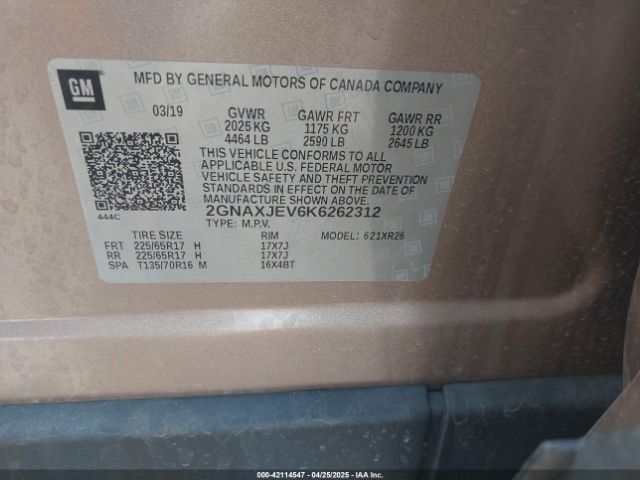 GM
MFD BY GENERAL MOTORS OF CANADA COMPANY
03/19 GVWR GAWR FRT GAWR RR
2025 KG 1175 KG 1200 KG
4464 LB 2590 LB 2645 LB
THIS VEHICLE CONFORMS TO ALL
APPLICABLE U.S. FEDERAL MOTOR
VEHICLE SAFETY AND THEFT PREVENTION
STANDARDS IN EFFECT ON THE DATE OF
MANUFACTURE SHOWN ABOVE.
444C 2GNAXJEV6K6262312
TYPE: M.P.V. MODEL: 621XR26
TIRE SIZE RIM
FRT 225/65R17 H 17X7J
RR 225/65R17 H 17X7J
SPA T135/70R16 M 16X4BT
000-42114547 - 04/25/2025 - IAA Inc.